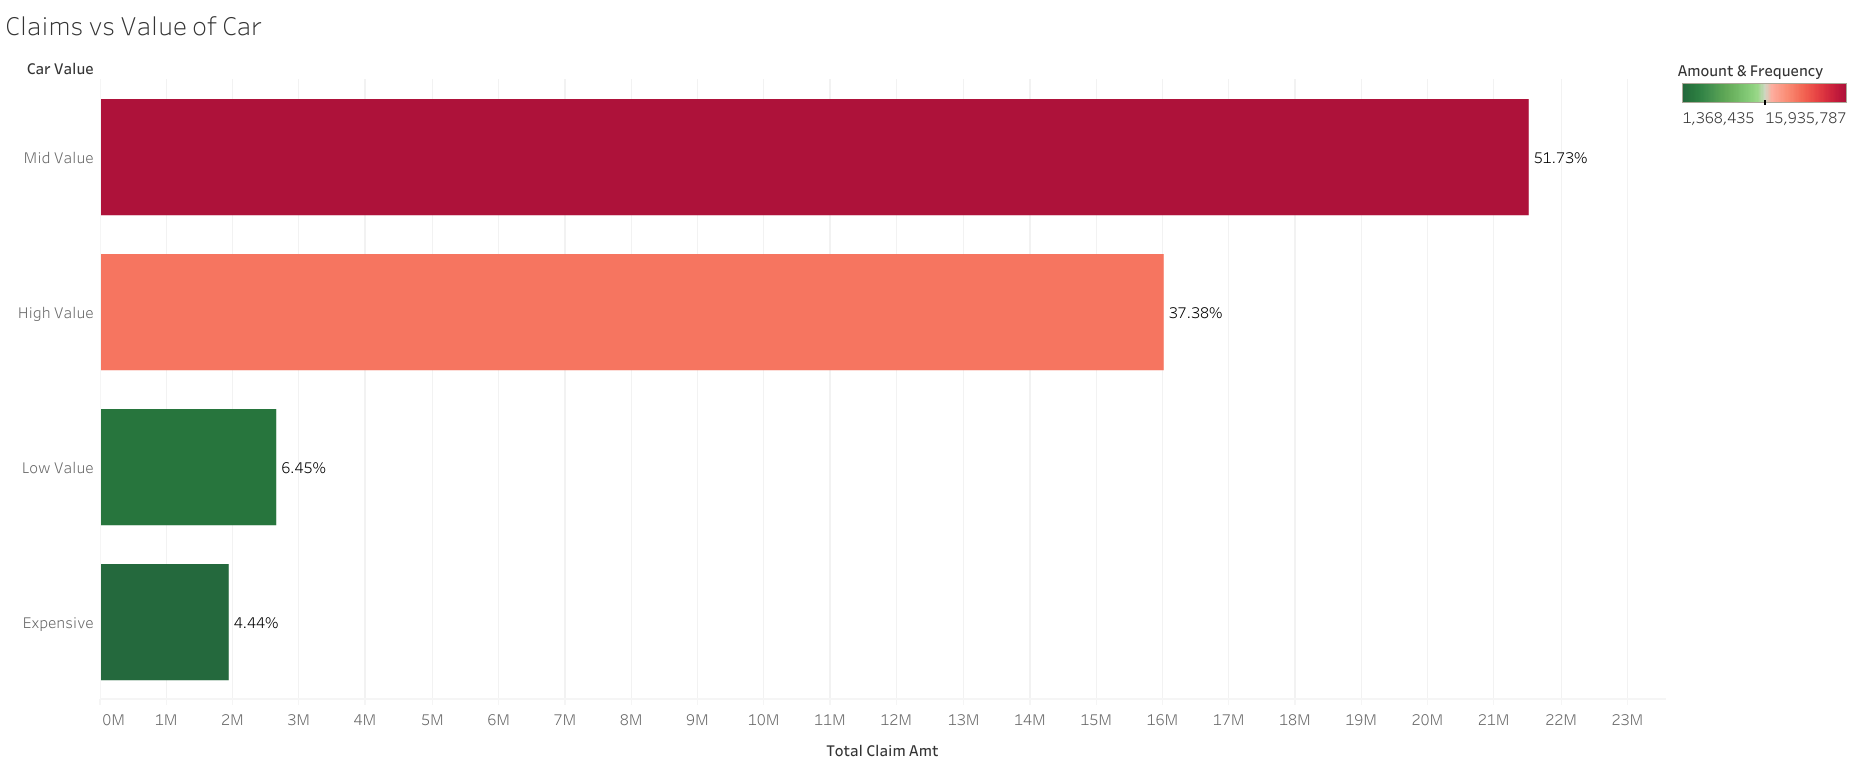 Claims vs Value of Car
Car Value
Mid Value
51.73%
High Value
37.38%
Low Value
6.45%
Expensive
4.44%
0M 1M 2M 3M 4M 5M 6M 7M 8M 9M 10M 11M 12M 13M 14M 15M 16M 17M 18M 19M 20M 21M 22M 23M
Total Claim Amt
Amount & Frequency
1,368,435 15,935,787